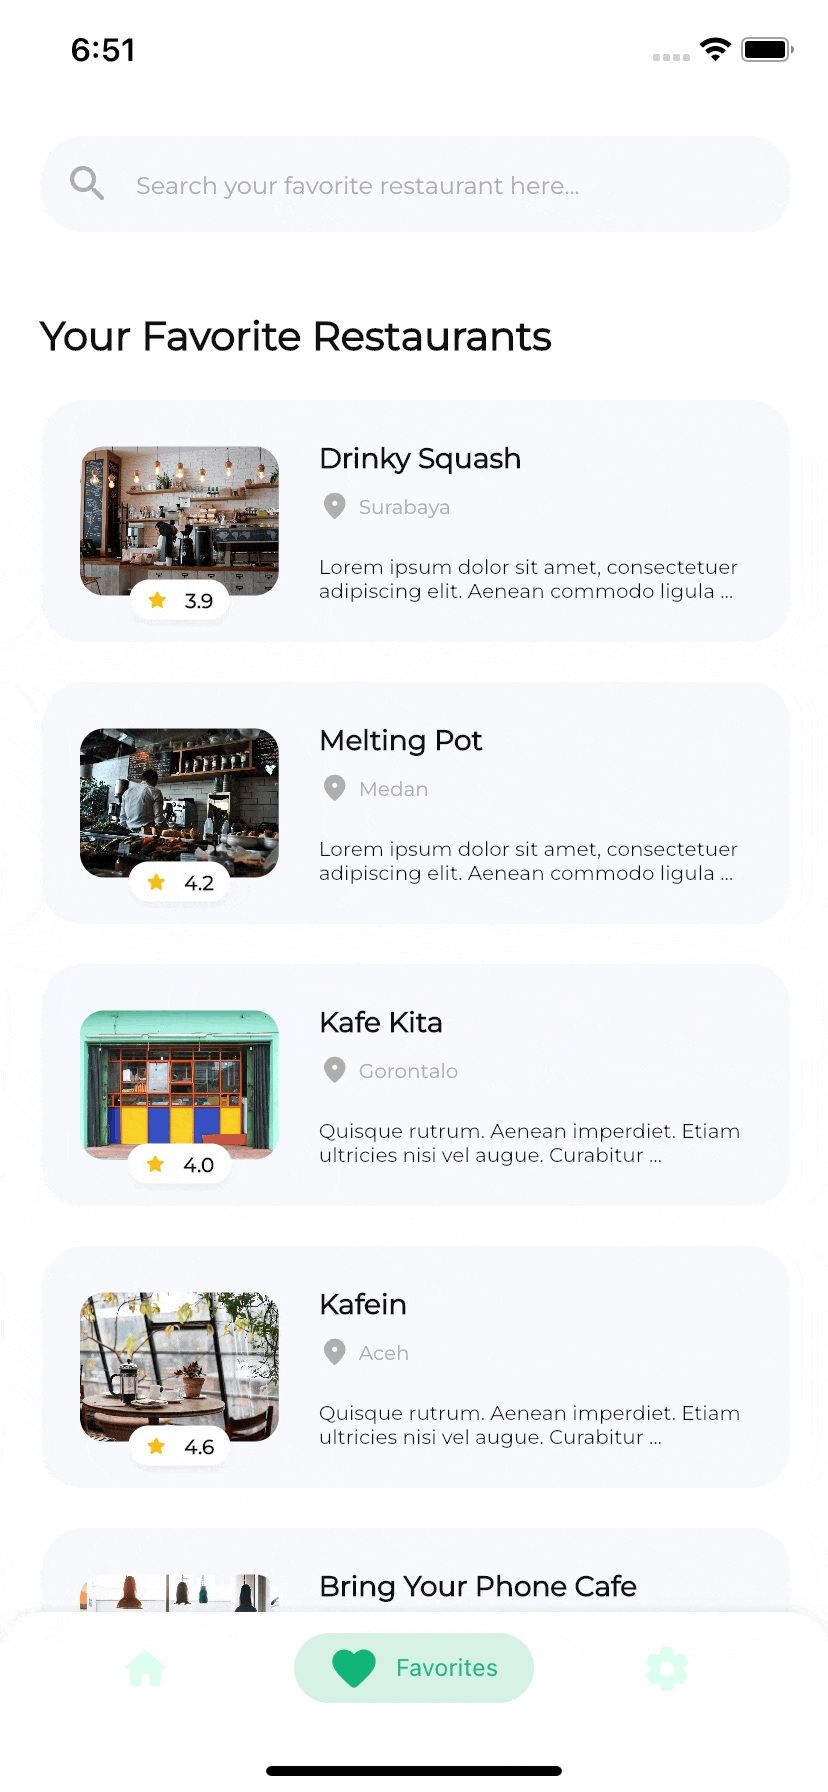 6:51
Search your favorite restaurant here...
Your Favorite Restaurants
Drinky Squash
Surabaya
Lorem ipsum dolor sit amet, consectetuer
adipiscing elit. Aenean commodo ligula ...
3.9
Melting Pot
Medan
Lorem ipsum dolor sit amet, consectetuer
adipiscing elit. Aenean commodo ligula ...
4.2
Kafe Kita
Gorontalo
Quisque rutrum. Aenean imperdiet. Etiam
ultricies nisi vel augue. Curabitur ...
4.0
Kafein
Aceh
Quisque rutrum. Aenean imperdiet. Etiam
ultricies nisi vel augue. Curabitur ...
4.6
Bring Your Phone Cafe
Favorites